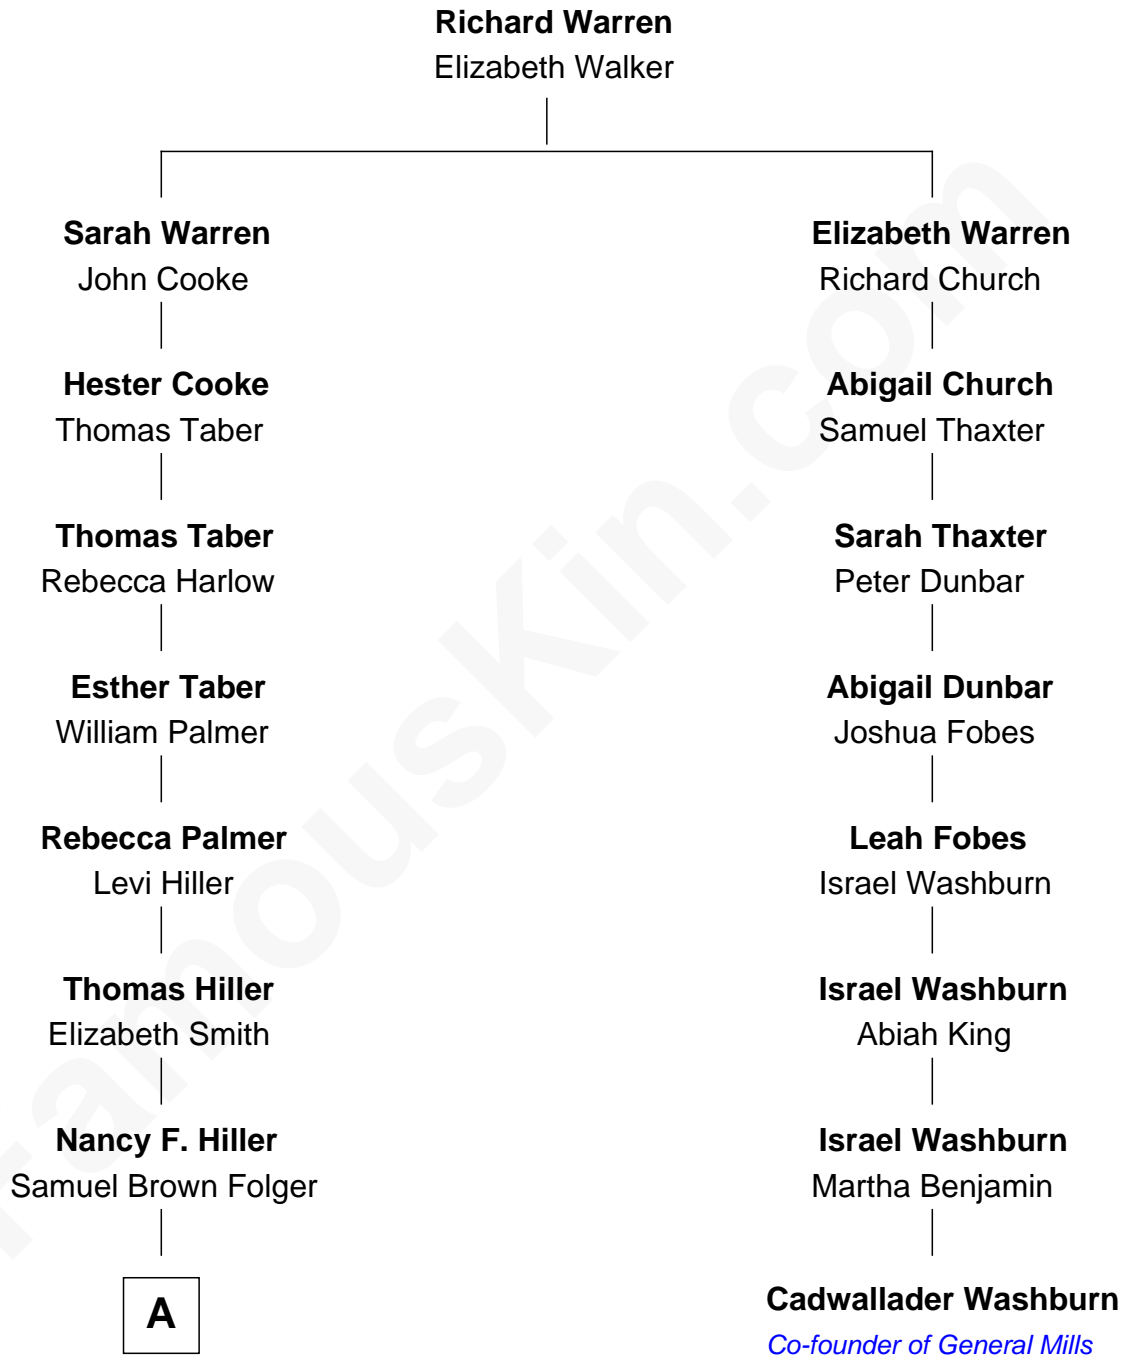 Richard Warren
Elizabeth Walker
Sarah Warren
John Cooke
Elizabeth Warren
Richard Church
Hester Cooke
Thomas Taber
Abigail Church
Samuel Thaxter
Thomas Taber
Rebecca Harlow
Sarah Thaxter
Peter Dunbar
Esther Taber
William Palmer
Abigail Dunbar
Joshua Fobes
Rebecca Palmer
Levi Hiller
Leah Fobes
Israel Washburn
Thomas Hiller
Elizabeth Smith
Israel Washburn
Abiah King
Nancy F. Hiller
Samuel Brown Folger
Israel Washburn
Martha Benjamin
A
Cadwallader Washburn
Co-founder of General Mills
FamousKin.com